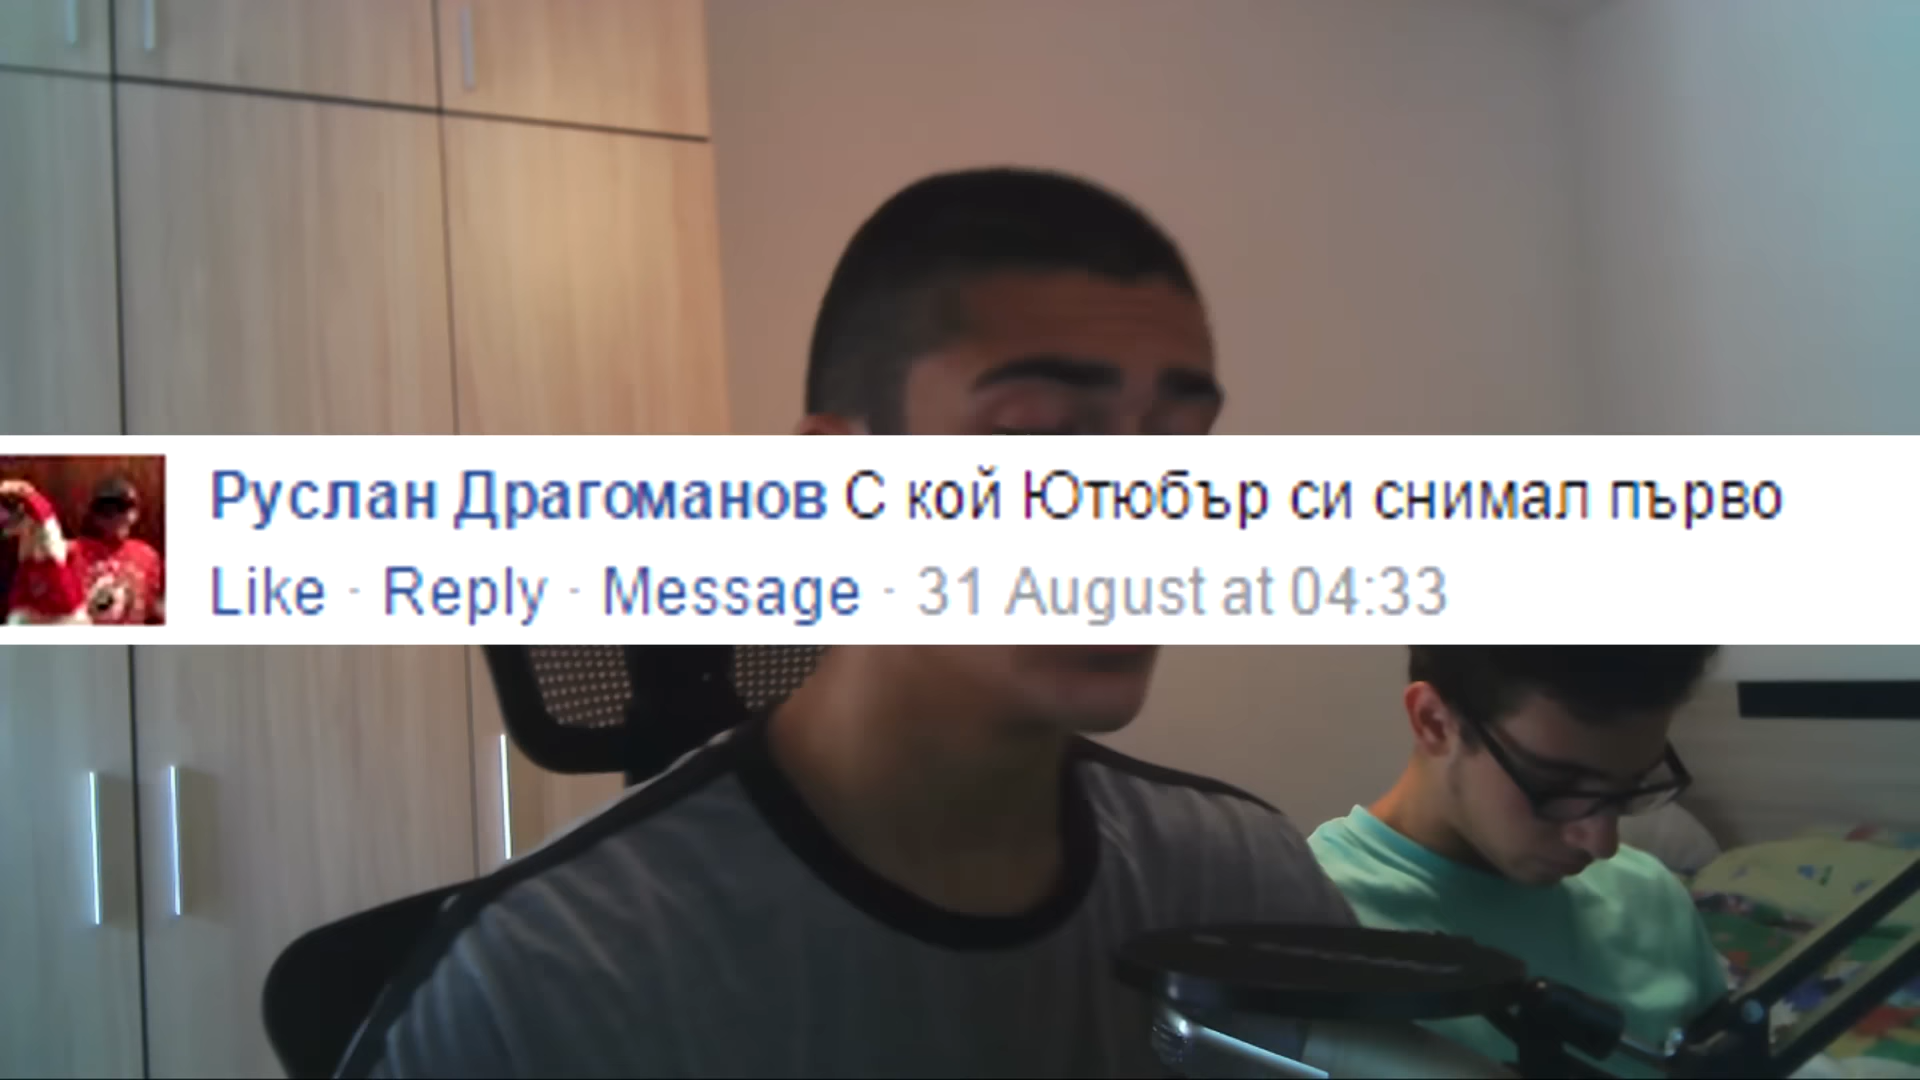 Руслан Драгоманов С кой Ютюбър си снимал първо
Like · Reply · Message · 31 August at 04:33